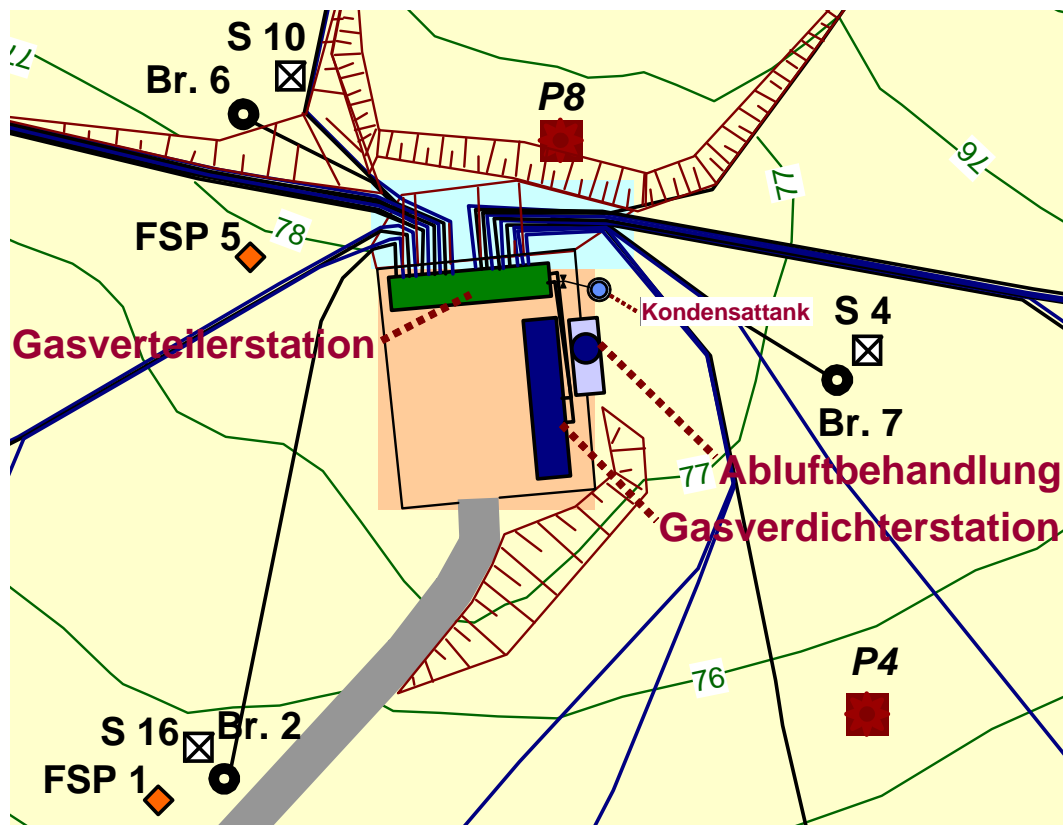 S 10
77
Br. 6
P8
76
77
78
FSP 5
Kondensattank
S 4
Gasverteilerstation
Br. 7
77
Abluftbehandlung
Gasverdichterstation
P4
76
S 16
Br. 2
FSP 1